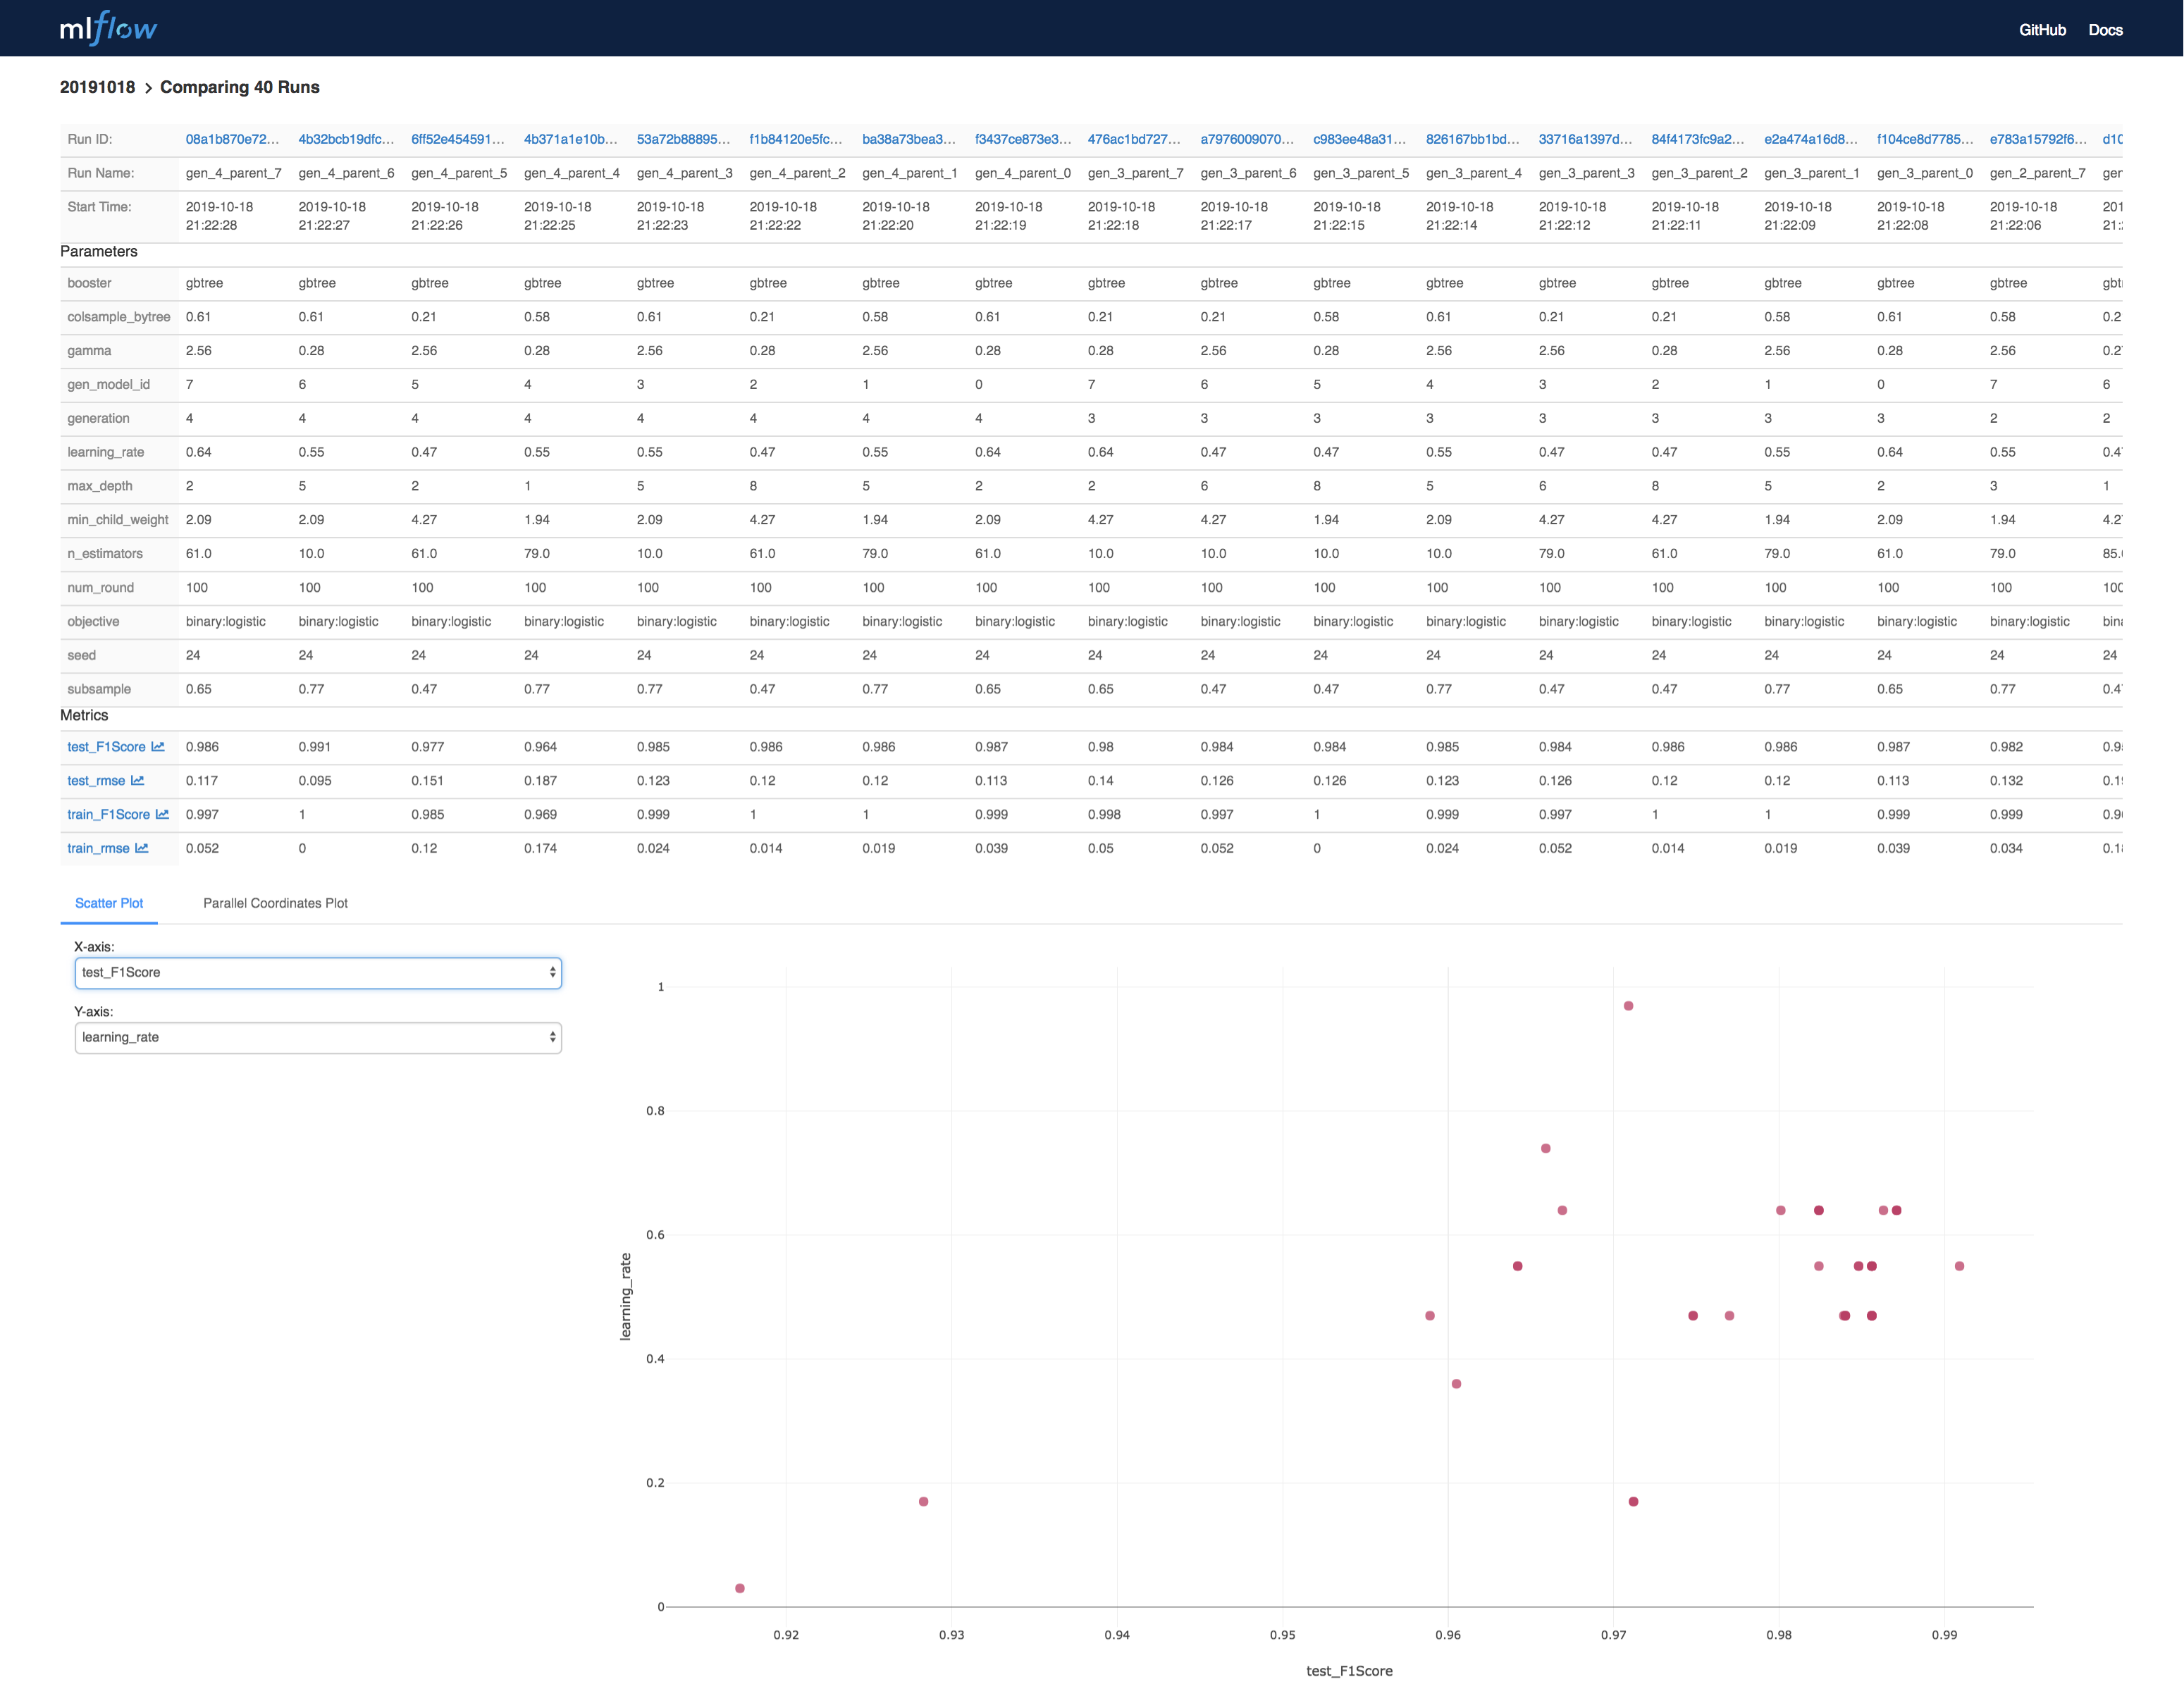 mlflow GitHub Docs
20191018 > Comparing 40 Runs
Run ID: 08a1b870e72... 4b32bcb19dfc... 6ff52e454591... 4b371a1e10b... 53a72b88895... f1b84120e5fc... ba38a73bea3... f3437ce873e3... 476ac1bd727... a7976009070... c983ee48a31... 826167bb1bd... 33716a1397d... 84f4173fc9a2... e2a474a16d8... f104ce8d7785... e783a15792f6... d10
Run Name: gen_4_parent_7 gen_4_parent_6 gen_4_parent_5 gen_4_parent_4 gen_4_parent_3 gen_4_parent_2 gen_4_parent_1 gen_4_parent_0 gen_3_parent_7 gen_3_parent_6 gen_3_parent_5 gen_3_parent_4 gen_3_parent_3 gen_3_parent_2 gen_3_parent_1 gen_3_parent_0 gen_2_parent_7 gen
Start Time: 2019-10-18 2019-10-18 2019-10-18 2019-10-18 2019-10-18 2019-10-18 2019-10-18 2019-10-18 2019-10-18 2019-10-18 2019-10-18 2019-10-18 2019-10-18 2019-10-18 2019-10-18 2019-10-18 2019-10-18 201
21:22:28 21:22:27 21:22:26 21:22:25 21:22:23 21:22:22 21:22:20 21:22:19 21:22:18 21:22:17 21:22:15 21:22:14 21:22:12 21:22:11 21:22:09 21:22:08 21:22:06 21:
Parameters
booster gbtree gbtree gbtree gbtree gbtree gbtree gbtree gbtree gbtree gbtree gbtree gbtree gbtree gbtree gbtree gbtree gbtree gbt
colsample_bytree 0.61 0.61 0.21 0.58 0.61 0.21 0.58 0.61 0.21 0.21 0.58 0.61 0.21 0.21 0.58 0.61 0.58 0.2
gamma 2.56 0.28 2.56 0.28 2.56 0.28 2.56 0.28 0.28 2.56 0.28 2.56 2.56 0.28 2.56 0.28 2.56 0.2
gen_model_id 7 6 5 4 3 2 1 0 7 6 5 4 3 2 1 0 7 6
generation 4 4 4 4 4 4 4 4 3 3 3 3 3 3 3 3 2 2
learning_rate 0.64 0.55 0.47 0.55 0.55 0.47 0.55 0.64 0.64 0.47 0.47 0.55 0.47 0.47 0.55 0.64 0.55 0.4
max_depth 2 5 2 1 5 8 5 2 2 6 8 5 6 8 5 2 3 1
min_child_weight 2.09 2.09 4.27 1.94 2.09 4.27 1.94 2.09 4.27 4.27 1.94 2.09 4.27 4.27 1.94 2.09 1.94 4.2
n_estimators 61.0 10.0 61.0 79.0 10.0 61.0 79.0 61.0 10.0 10.0 10.0 10.0 79.0 61.0 79.0 61.0 79.0 85.
num_round 100 100 100 100 100 100 100 100 100 100 100 100 100 100 100 100 100 100
objective binary:logistic binary:logistic binary:logistic binary:logistic binary:logistic binary:logistic binary:logistic binary:logistic binary:logistic binary:logistic binary:logistic binary:logistic binary:logistic binary:logistic binary:logistic binary:logistic binary:logistic bin
seed 24 24 24 24 24 24 24 24 24 24 24 24 24 24 24 24 24 24
subsample 0.65 0.77 0.47 0.77 0.77 0.47 0.77 0.65 0.65 0.47 0.47 0.77 0.47 0.47 0.77 0.65 0.77 0.4
Metrics
test_F1Score 0.986 0.991 0.977 0.964 0.985 0.986 0.986 0.987 0.98 0.984 0.984 0.985 0.984 0.986 0.986 0.987 0.982 0.9
test_rmse 0.117 0.095 0.151 0.187 0.123 0.12 0.12 0.113 0.14 0.126 0.126 0.123 0.126 0.12 0.12 0.113 0.132 0.1
train_F1Score 0.997 1 0.985 0.969 0.999 1 1 0.999 0.998 0.997 1 0.999 0.997 1 1 0.999 0.999 0.9
train_rmse 0.052 0 0.12 0.174 0.024 0.014 0.019 0.039 0.05 0.052 0 0.024 0.052 0.014 0.019 0.039 0.034 0.1
Scatter Plot Parallel Coordinates Plot
X-axis:
test_F1Score
Y-axis:
learning_rate
1
0.8
0.6
0.4
0.2
0
learning_rate
0.92 0.93 0.94 0.95 0.96 0.97 0.98 0.99
test_F1Score